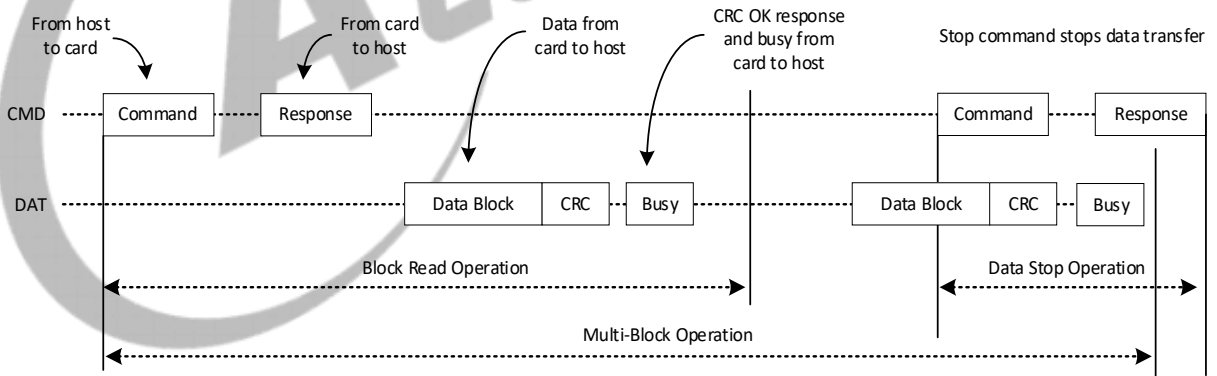 From host
to card
From card
to host
Data from
card to host
CRC OK response
and busy from
card to host
Stop command stops data transfer
CMD
Command
Response
Command
Response
DAT
Data Block
CRC
Busy
Data Block
CRC
Busy
Block Read Operation
Data Stop Operation
Multi-Block Operation